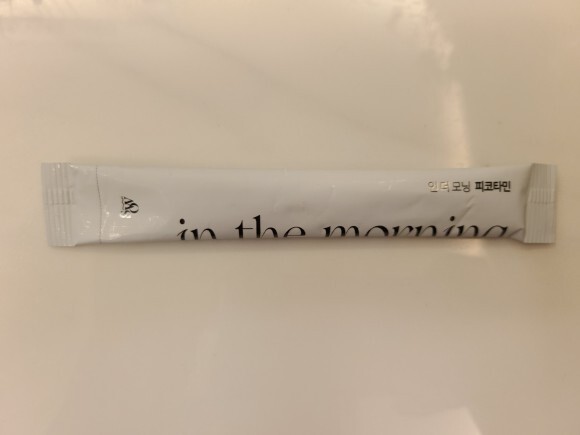 인 더 모닝 피코타민
in the morning